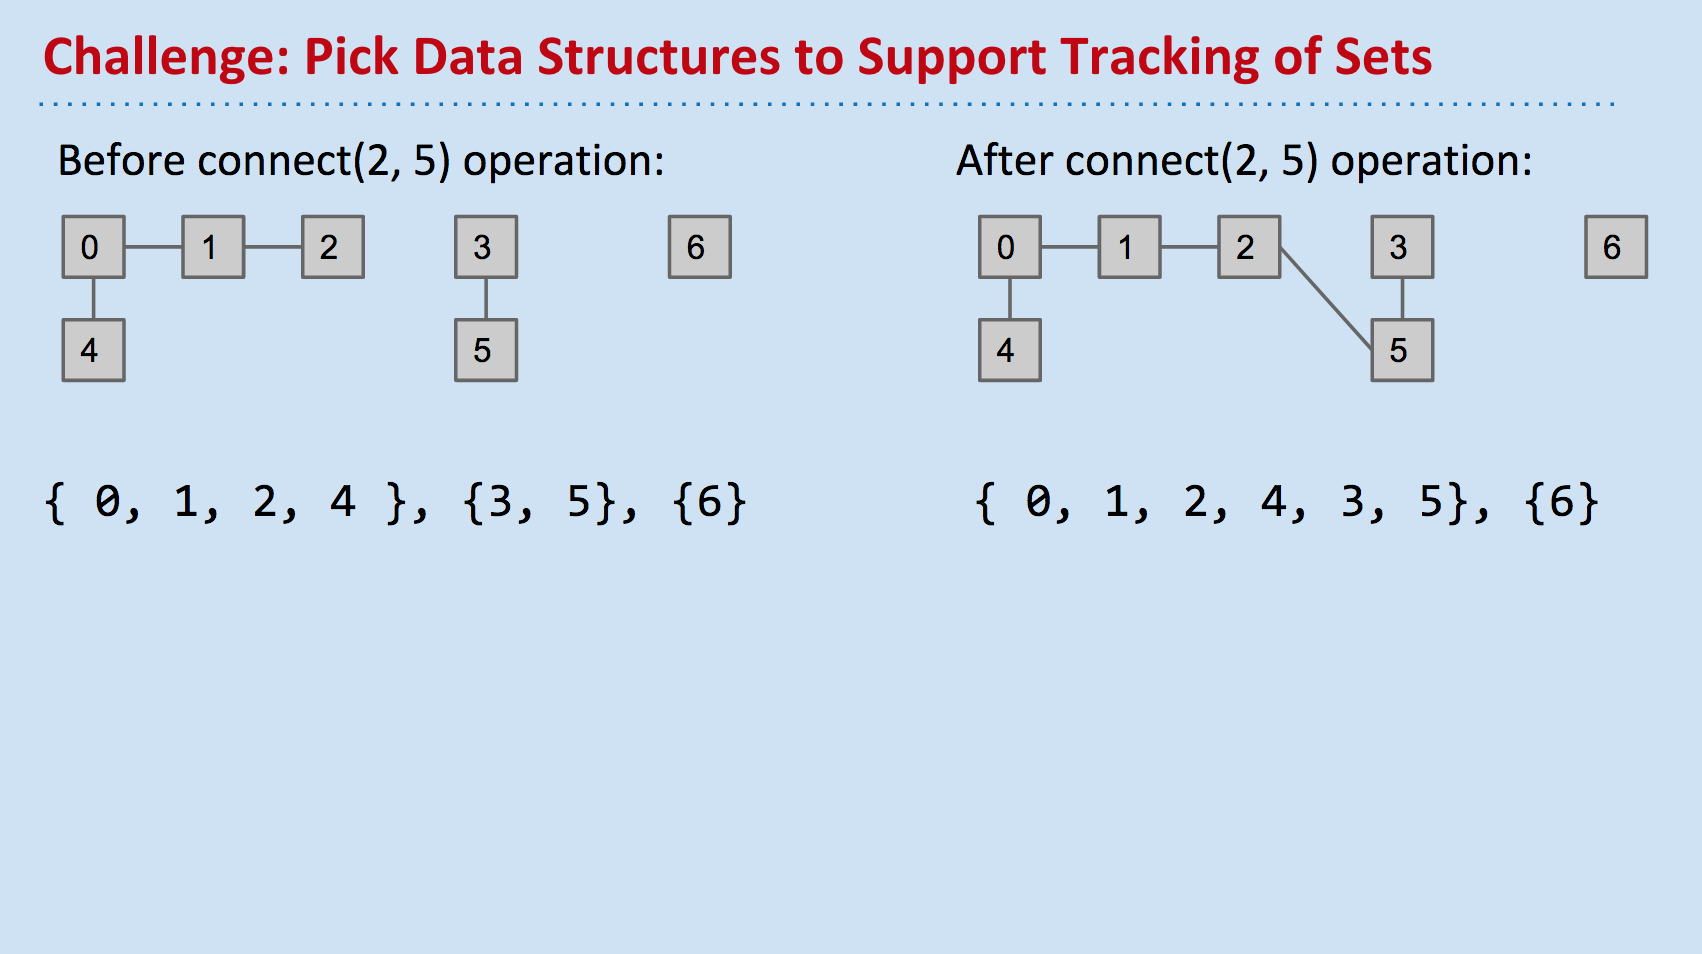 Challenge: Pick Data Structures to Support Tracking of Sets
Before connect(2, 5) operation:
0 1 2 3 6
4 5
{ 0, 1, 2, 4 }, {3, 5}, {6}
After connect(2, 5) operation:
0 1 2 3 6
4 5
{ 0, 1, 2, 4, 3, 5}, {6}